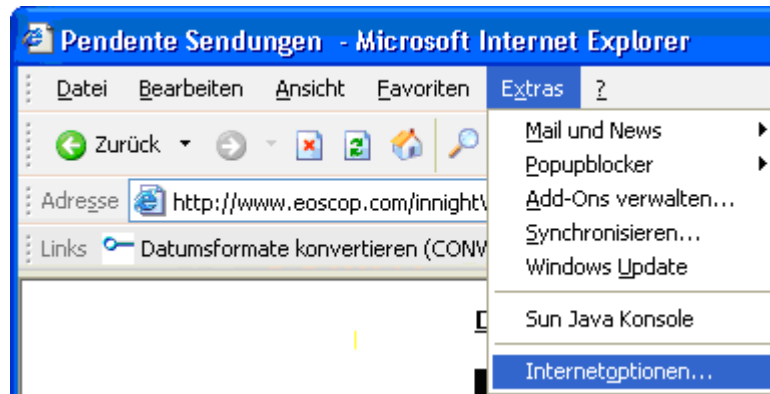 Pendente Sendungen - Microsoft Internet Explorer
Datei Bearbeiten Ansicht Favoriten Extras ?
Zurück
Mail und News
Popupblocker
Adresse http://www.eoscop.com/innight
Add-Ons verwalten...
Synchronisieren...
Links Datumsformate konvertieren (CONV
Windows Update
Sun Java Konsole
Internetoptionen...